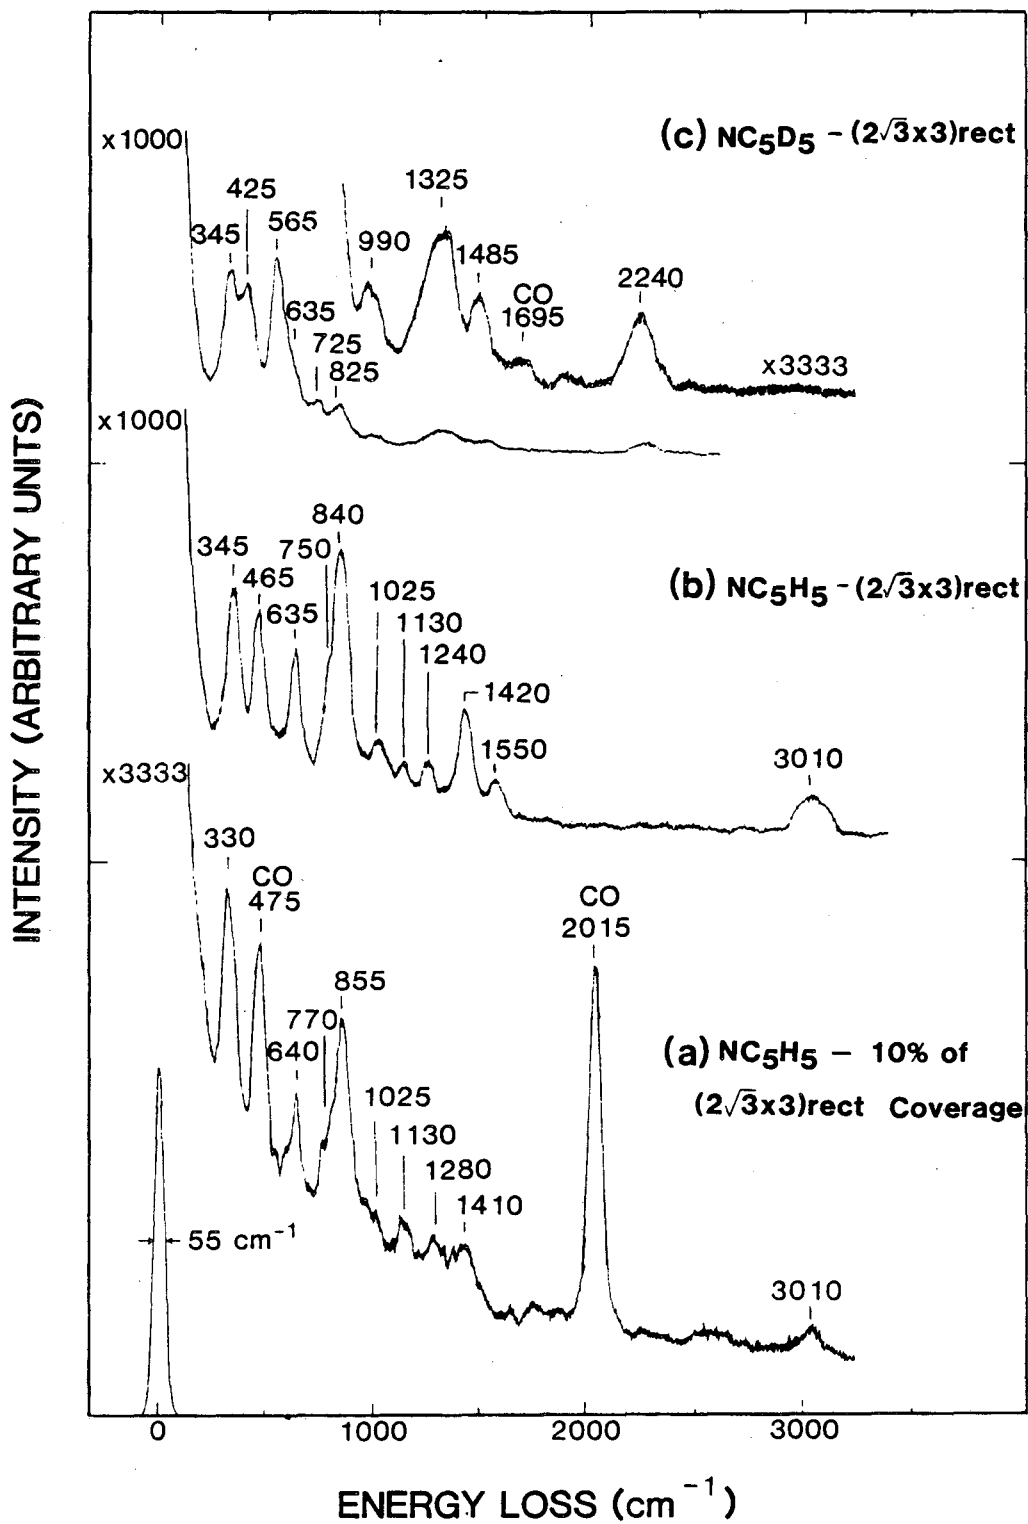 x1000
(c) NC5D5 - (2√3x3)rect
345
425
565
635
725
825
990
1325
1485
CO
1695
2240
x3333
x1000
(b) NC5H5 - (2√3x3)rect
345
465
635
750
840
1025
1130
1240
1420
1550
3010
x3333
(a) NC5H5 - 10% of
(2√3x3)rect Coverage
330
CO
475
640
770
855
1025
1130
1280
1410
CO
2015
3010
55 cm-1
0
1000
2000
3000
ENERGY LOSS (cm-1)
INTENSITY (ARBITRARY UNITS)